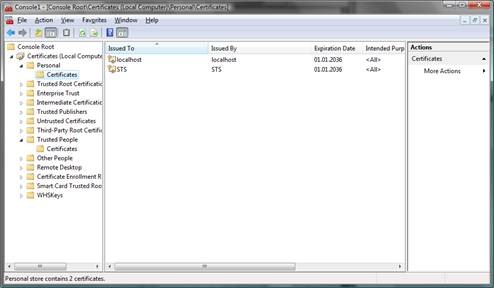 Console1 - [Console Root\Certificates (Local Computer)\Personal\Certificates]
File Action View Favorites Window Help
Console Root
Certificates (Local Compute
Personal
Certificates
Trusted Root Certification
Enterprise Trust
Intermediate Certification
Trusted Publishers
Untrusted Certificates
Third-Party Root Certific
Trusted People
Certificates
Other People
Remote Desktop
Certificate Enrollment R
Smart Card Trusted Roo
WHSKeys
Issued To Issued By Expiration Date Intended Purp
localhost localhost 01.01.2036 <All>
STS STS 01.01.2036 <All>
Actions
Certificates
More Actions
Personal store contains 2 certificates.